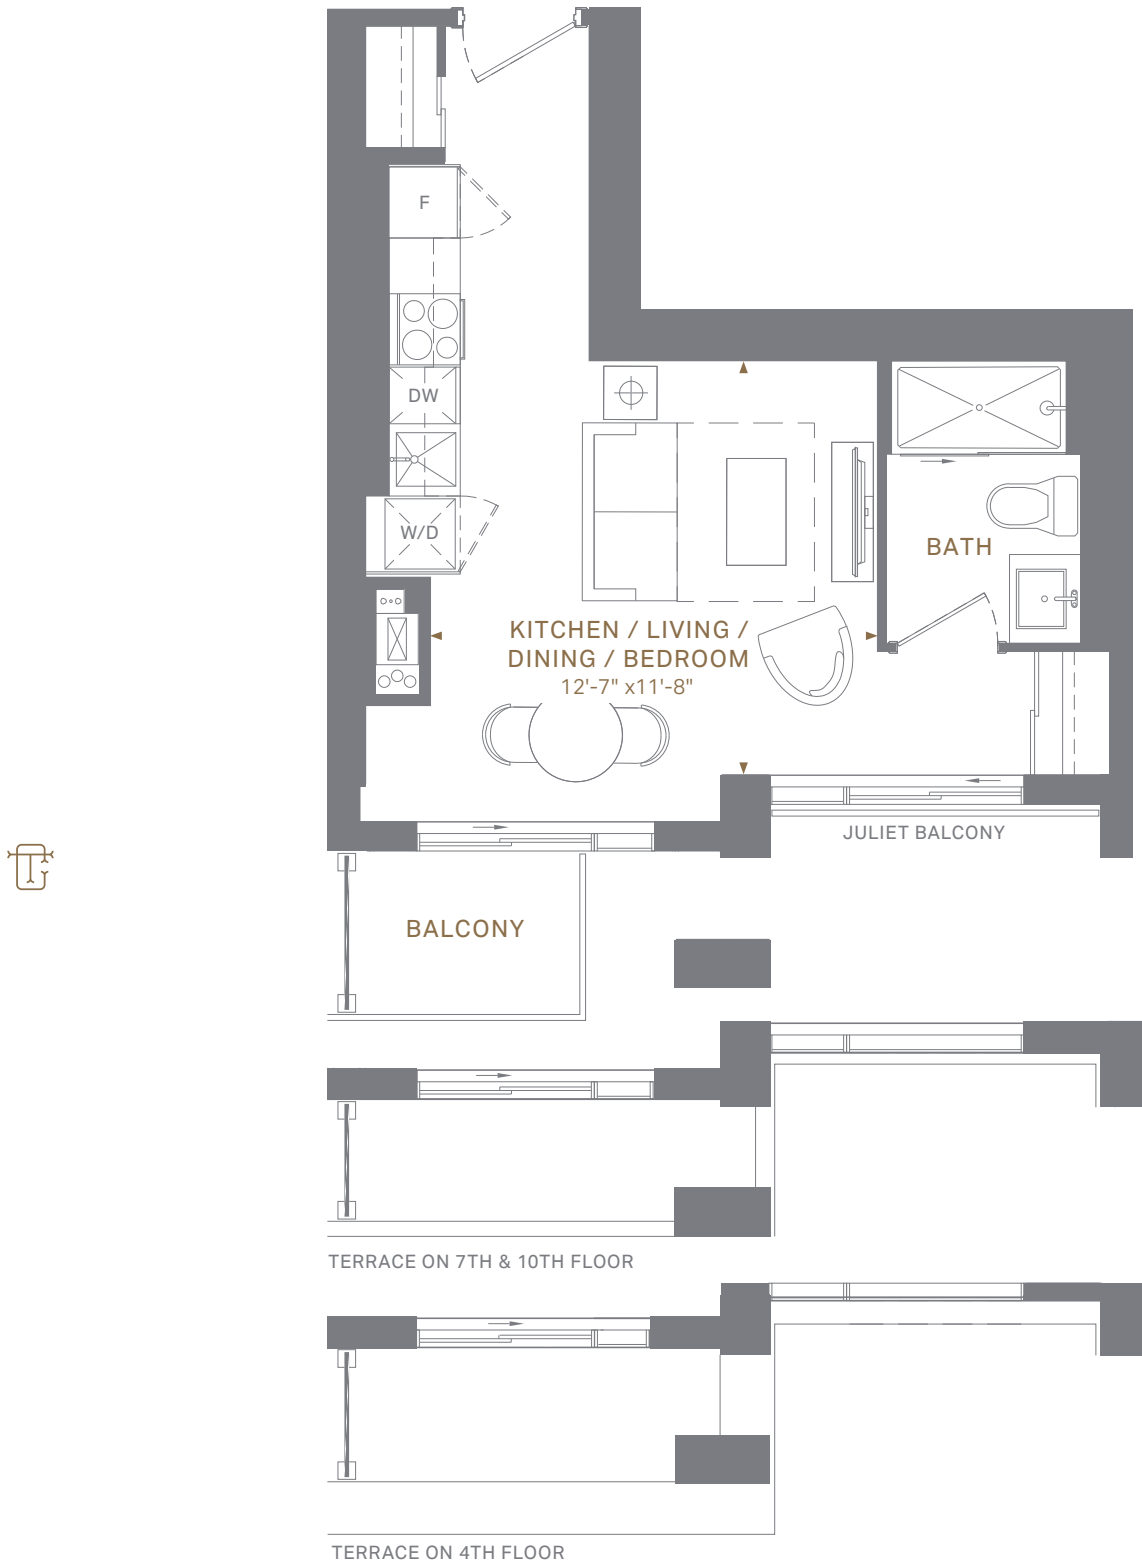 F
DW
W/D
BATH
KITCHEN / LIVING /
DINING / BEDROOM
12'-7" x11'-8"
JULIET BALCONY
BALCONY
TERRACE ON 7TH & 10TH FLOOR
TERRACE ON 4TH FLOOR